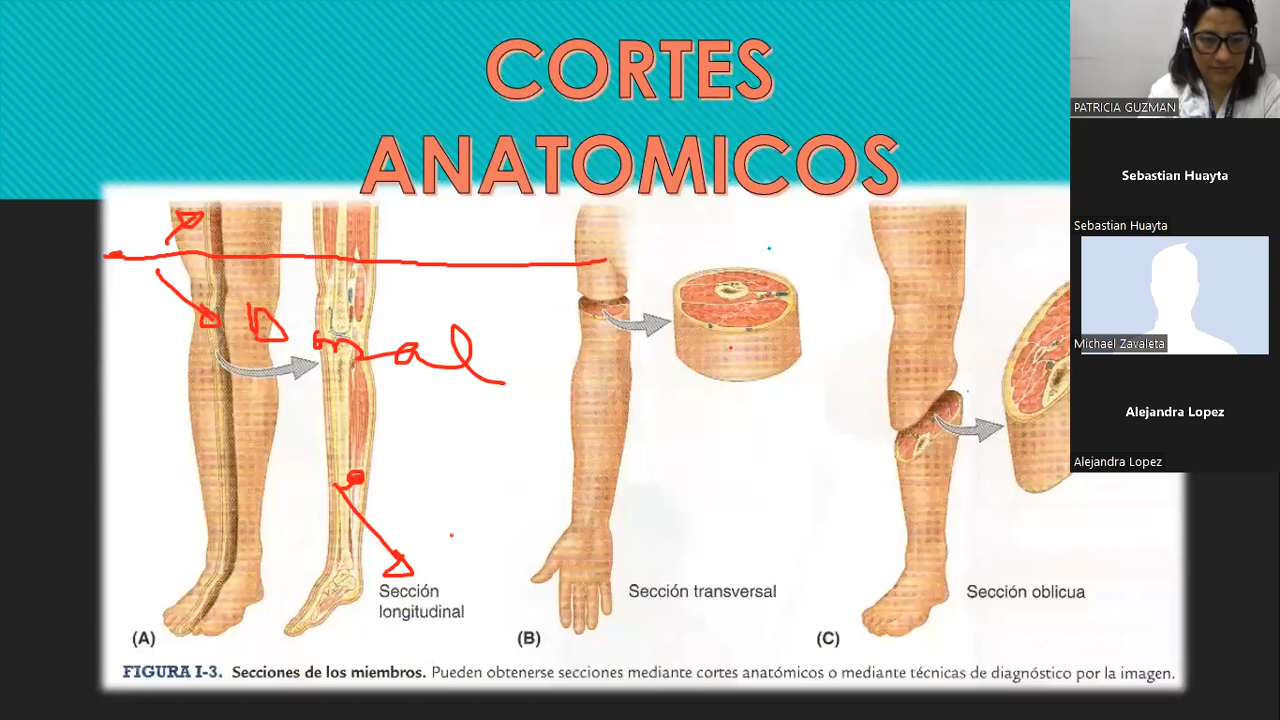 CORTES
ANATOMICOS
PATRICIA GUZMAN
Sebastian Huayta
Sebastian Huayta
Michael Zavaleta
Alejandra Lopez
Alejandra Lopez
Sección
longitudinal
Sección transversal
Sección oblicua
(A)
(B)
(C)
FIGURA I-3. Secciones de los miembros. Pueden obtenerse secciones mediante cortes anatómicos o mediante técnicas de diagnóstico por la imagen.